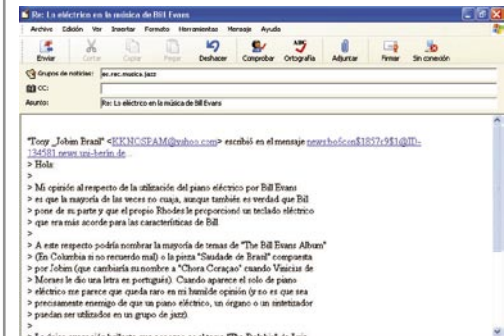 Re: Lo eléctrico en la música de Bill Evans
Archivo Edición Ver Insertar Formato Herramientas Mensaje Ayuda
Enviar Cortar Copiar Pegar Deshacer Comprobar Ortografía Adjuntar Firmar Sin conexión
Grupos de noticias: es.rec.musica.jazz
CC:
Asunto: Re: Lo eléctrico en la música de Bill Evans
"Tony _Jobim Brazil" <KKNOSPAM@yahoo.com> escribió en el mensaje
> Hola:
>
> Mi opinión al respecto de la utilización del piano eléctrico por Bill Evans
> es que la mayoría de las veces no cuaja, aunque también es verdad que Bill
> pone de su parte y que el propio Rhodes le proporcionó un teclado eléctrico
> que era más acorde para las características de Bill.
>
> A este respecto podría nombrar la mayoría de temas de "The Bill Evans Album"
> (En Columbia si no recuerdo mal) o la pieza "Saudade de Brasil" compuesta
> por Jobim (que cambiaría su nombre a "Chora Coraçao" cuando Vinicius de
> Moraes le dio una letra en portugués). Cuando aparece el solo de piano
> eléctrico me parece que queda raro en mi humilde opinión (y no es que sea
> precisamente enemigo de que un piano eléctrico, un órgano o un sintetizador
> puedan ser utilizados en un grupo de jazz).
>